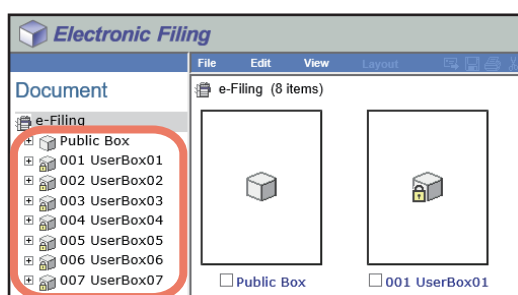 Electronic Filing
File Edit View Layout
Document
e-Filing (8 items)
e-Filing
Public Box
001 UserBox01
002 UserBox02
003 UserBox03
004 UserBox04
005 UserBox05
006 UserBox06
007 UserBox07
Public Box
001 UserBox01